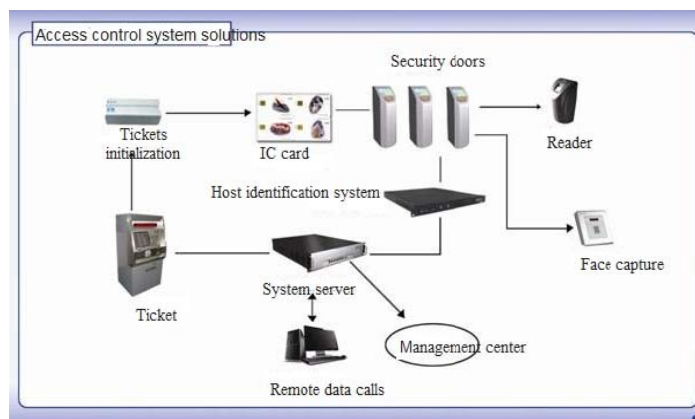 Access control system solutions
Security doors
Tickets
initialization
IC card
Reader
Host identification system
Face capture
System server
Ticket
Management center
Remote data calls